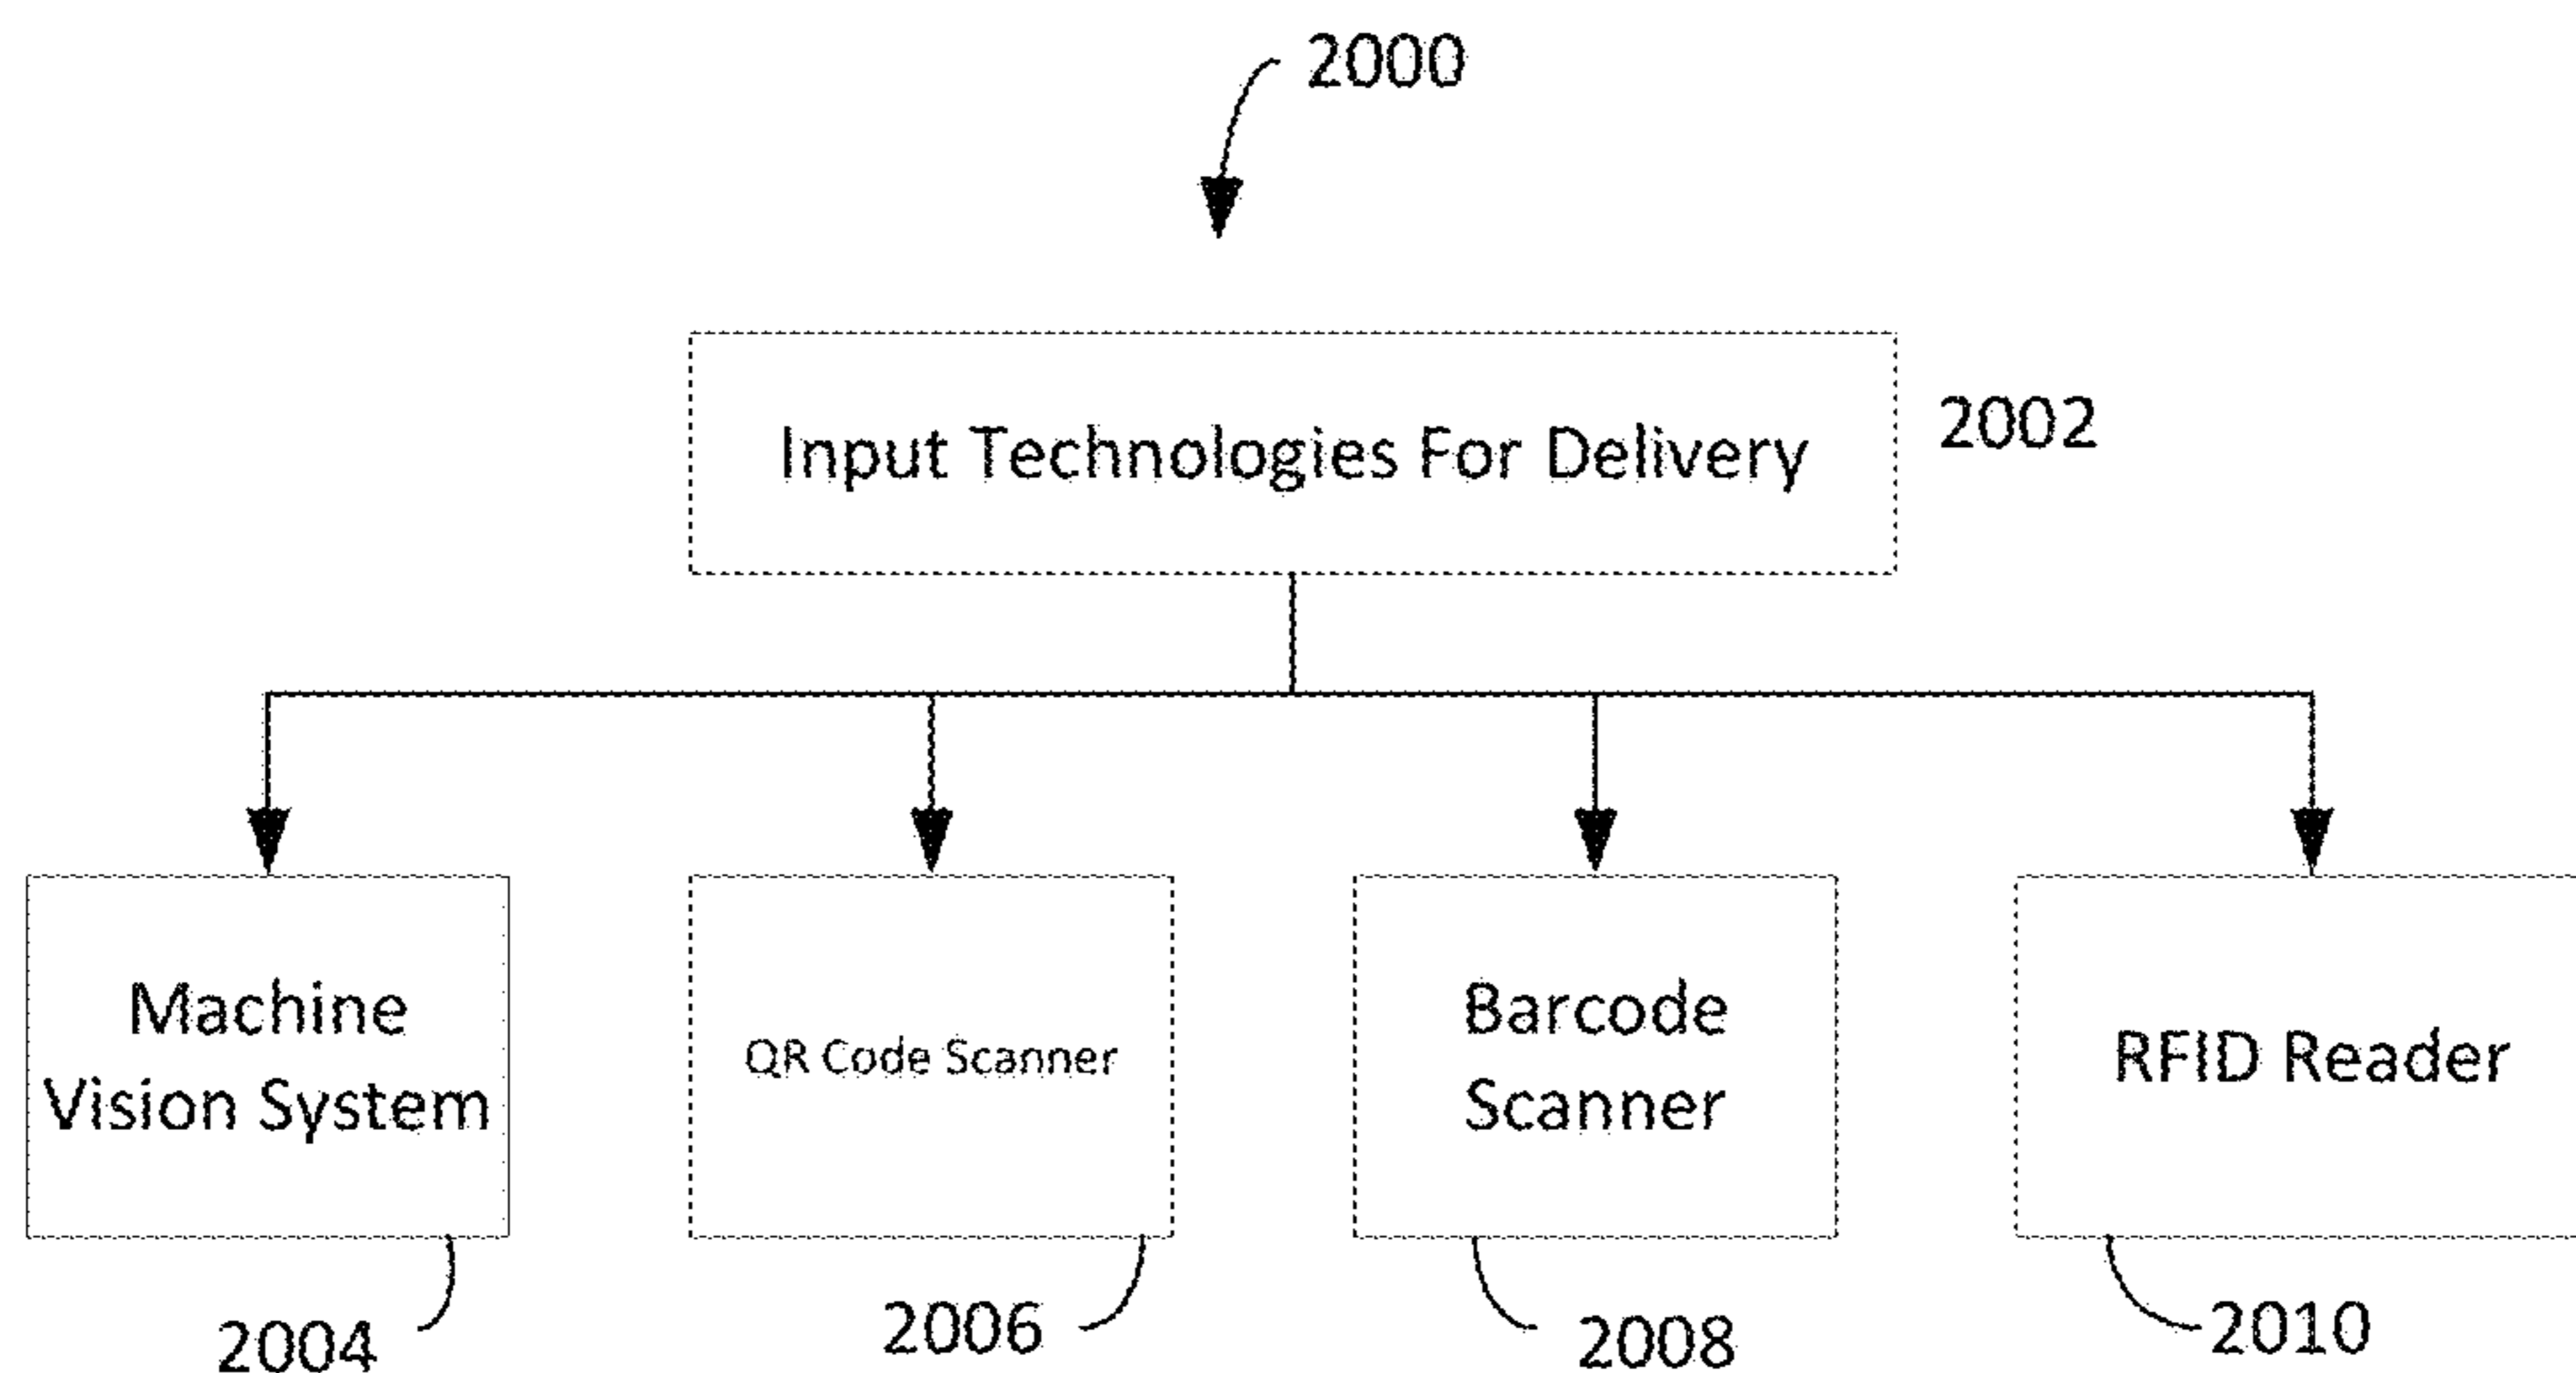 2000
Input Technologies For Delivery
2002
Machine
Vision System
QR Code Scanner
Barcode
Scanner
RFID Reader
2004
2006
2008
2010